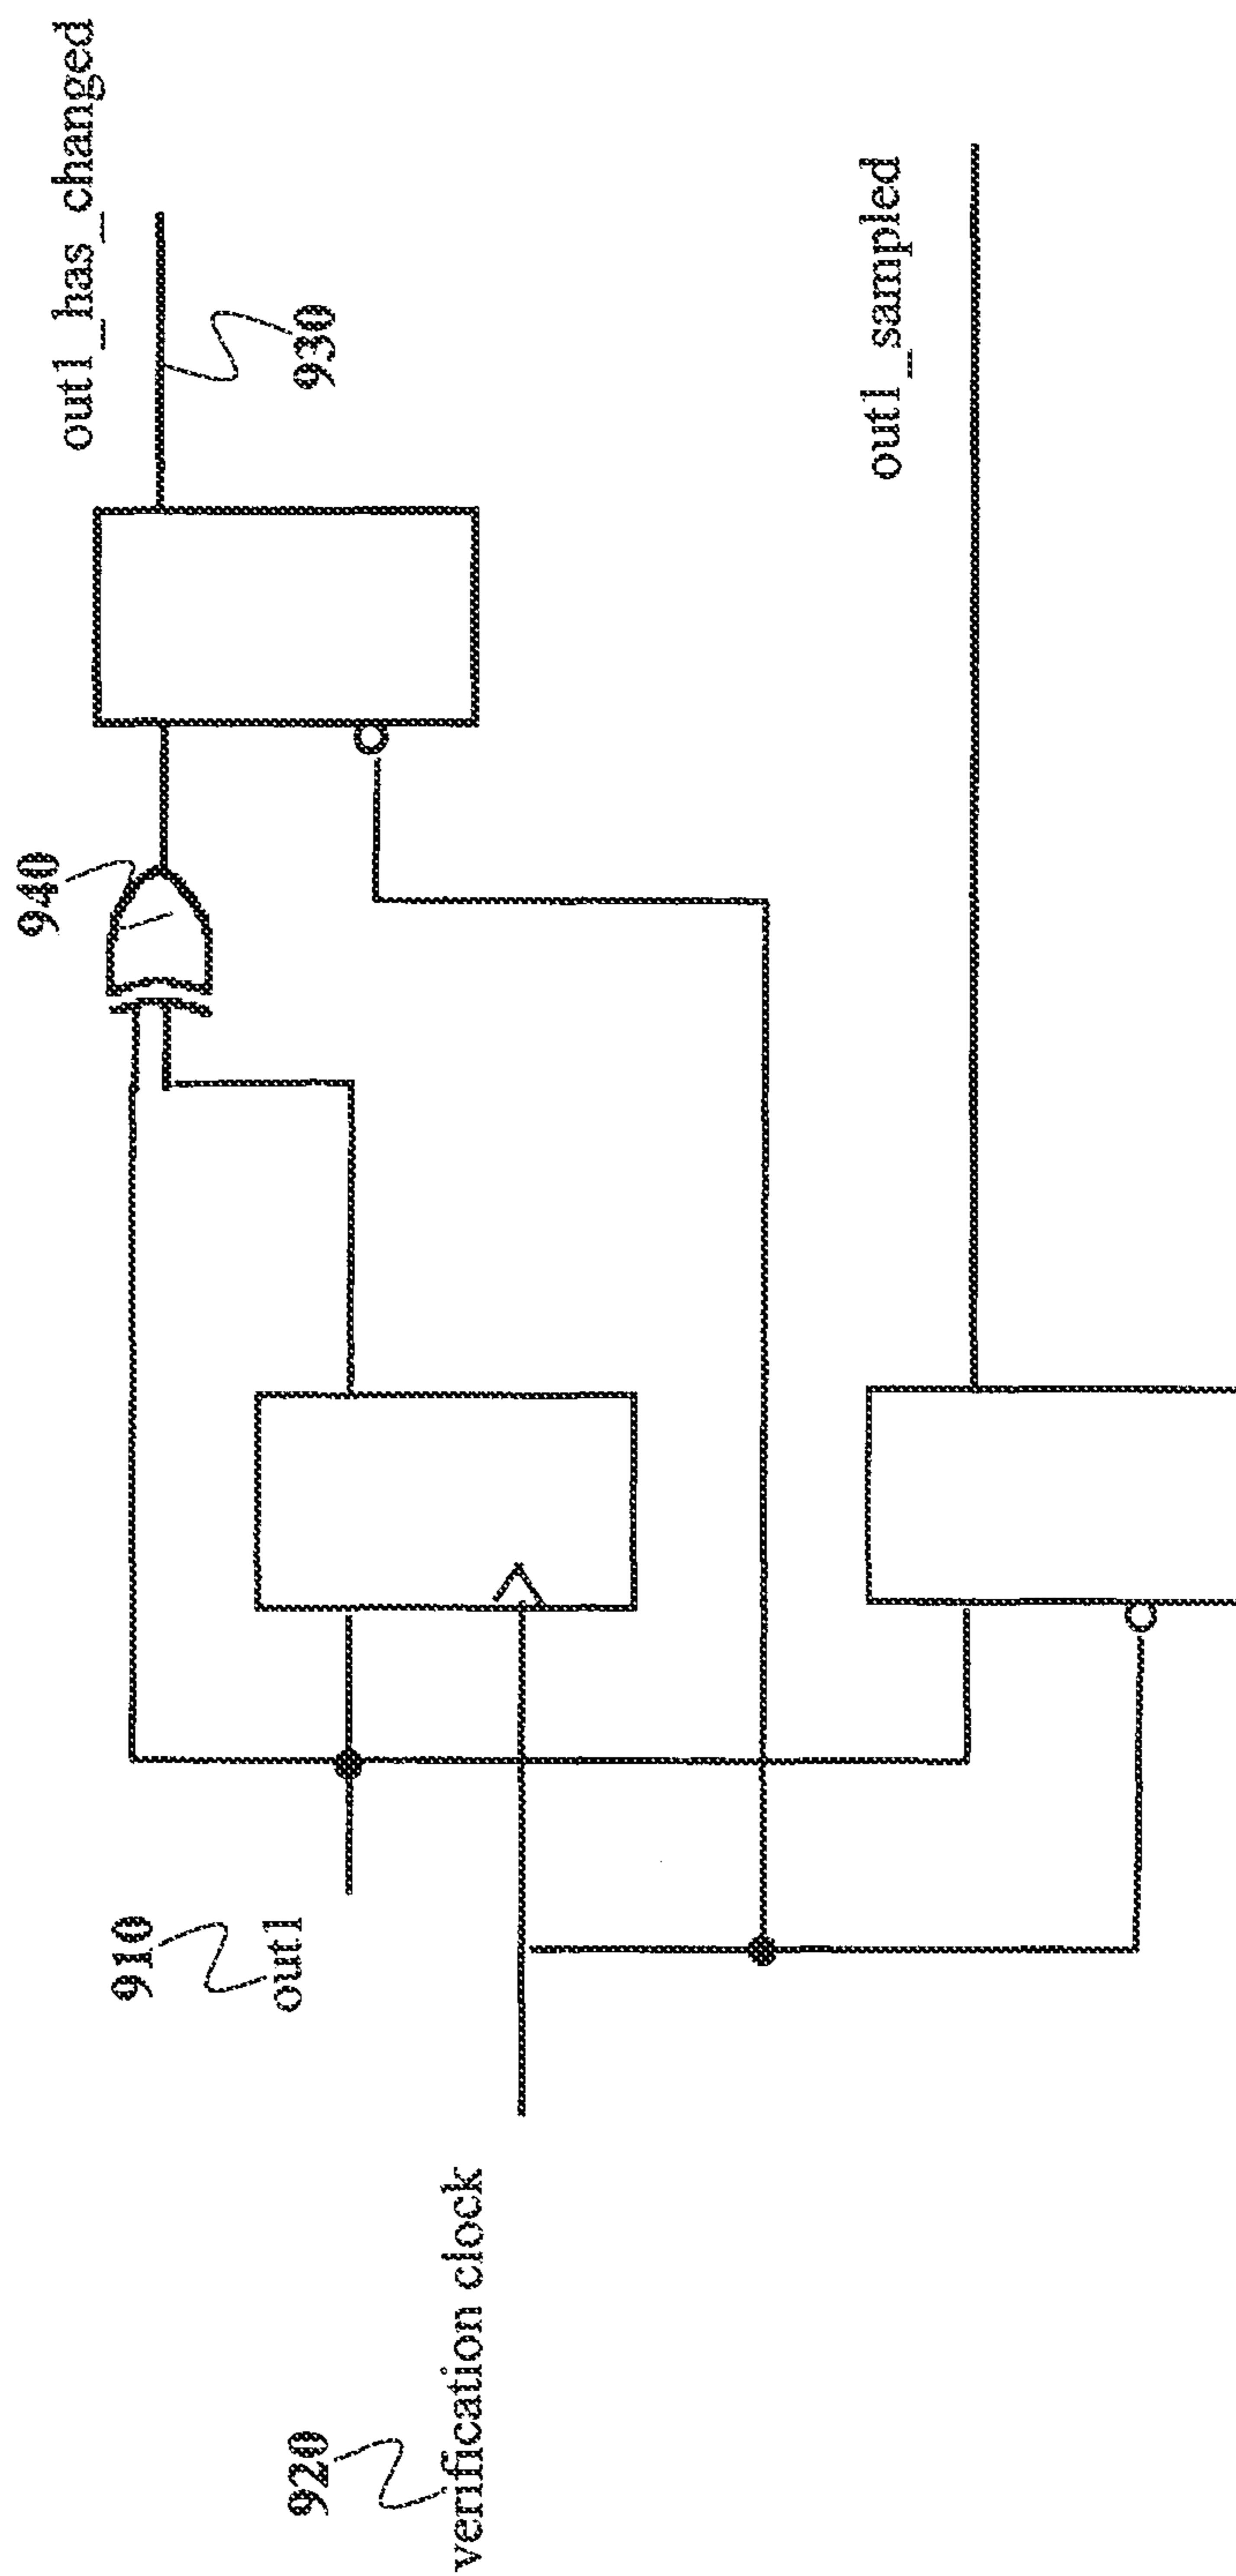 out1_has_changed
930
940
out1_sampled
910
out1
920
verification clock